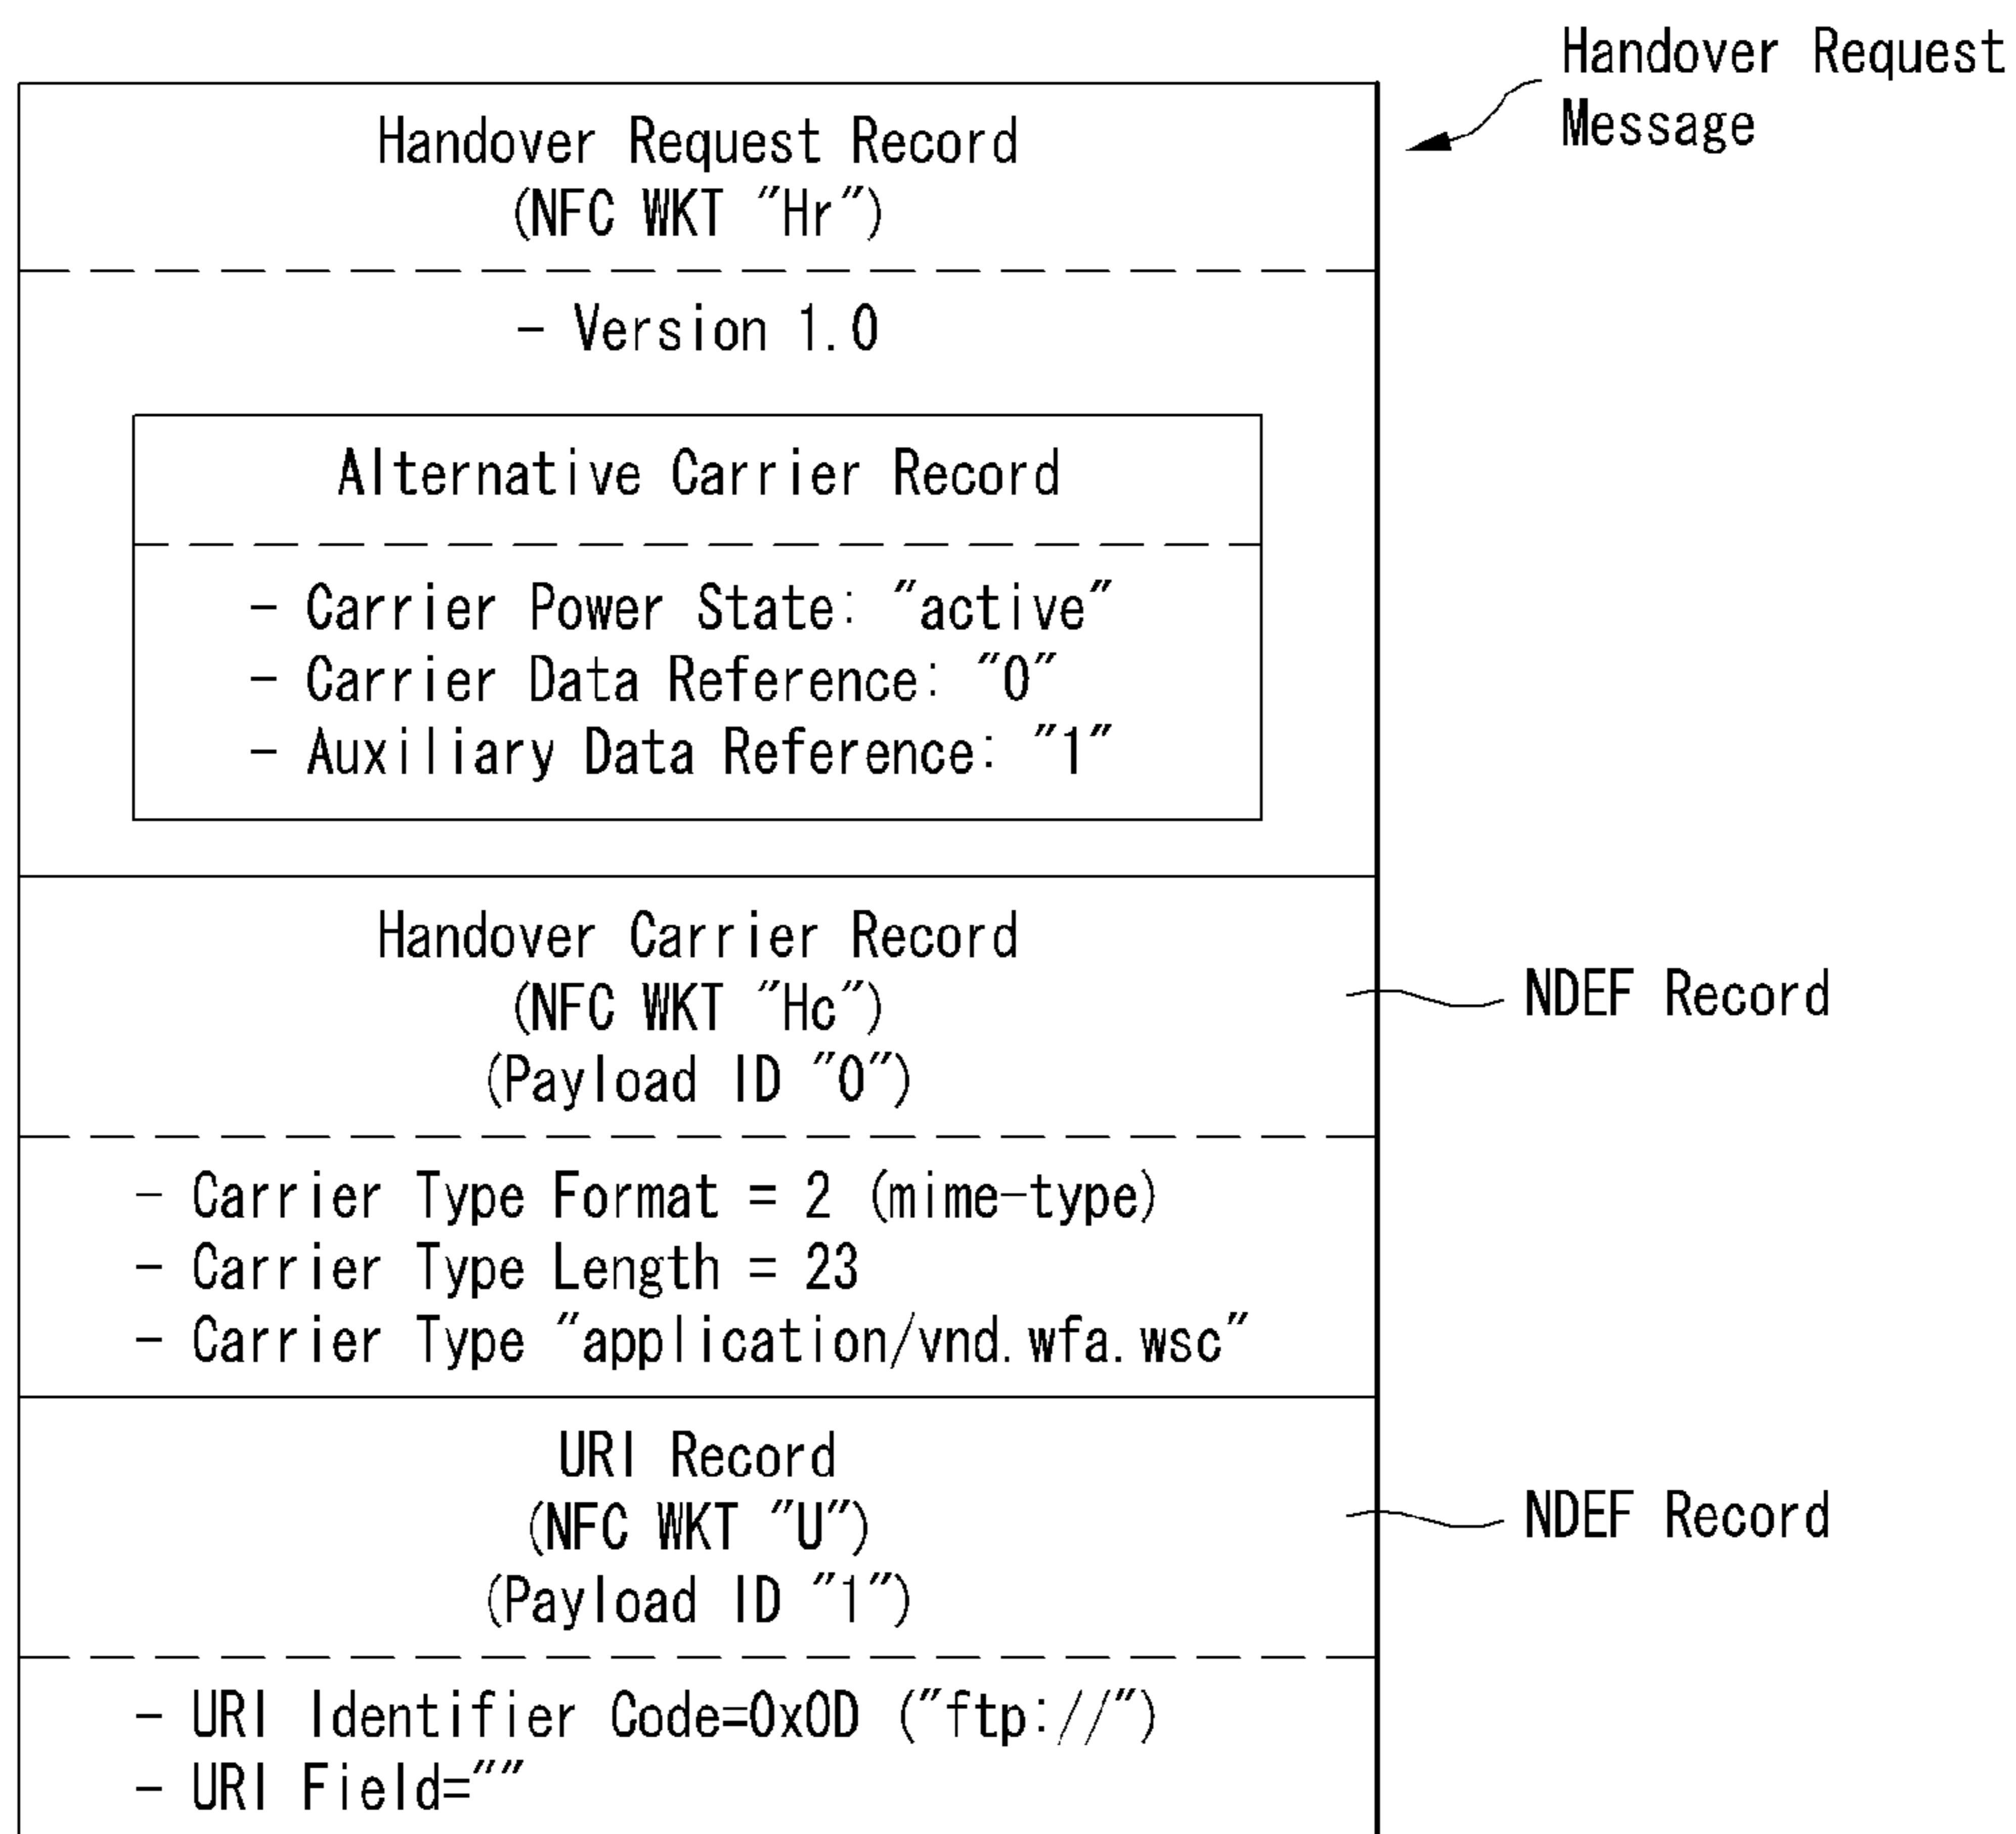 Handover Request
Message
Handover Request Record
(NFC WKT "Hr")
- Version 1.0
Alternative Carrier Record
- Carrier Power State: "active"
- Carrier Data Reference: "0"
- Auxiliary Data Reference: "1"
Handover Carrier Record
(NFC WKT "Hc")
(Payload ID "0")
NDEF Record
- Carrier Type Format = 2 (mime-type)
- Carrier Type Length = 23
- Carrier Type "application/vnd.wfa.wsc"
URI Record
(NFC WKT "U")
(Payload ID "1")
NDEF Record
- URI Identifier Code=0x0D ("ftp://")
- URI Field=""